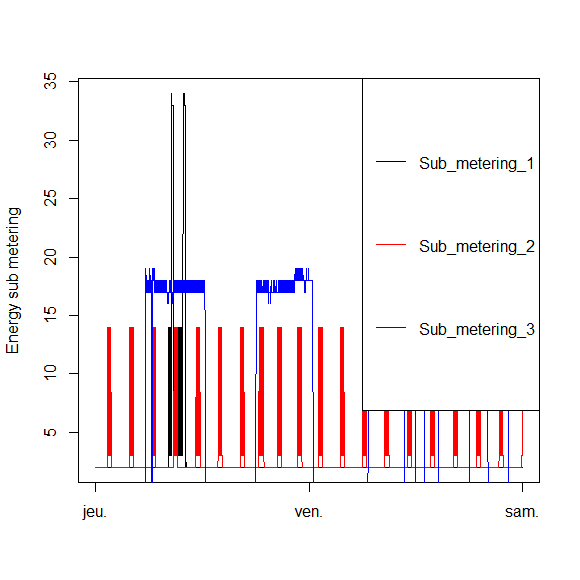 Energy sub metering
35
30
25
20
15
10
5
Sub_metering_1
Sub_metering_2
Sub_metering_3
jeu.
ven.
sam.